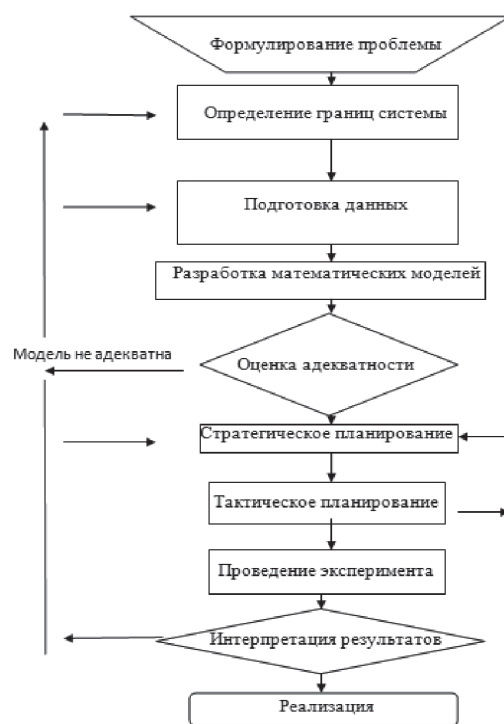 Формулирование проблемы
Определение границ системы
Подготовка данных
Разработка математических моделей
Модель не адекватна
Оценка адекватности
Стратегическое планирование
Тактическое планирование
Проведение эксперимента
Интерпретация результатов
Реализация